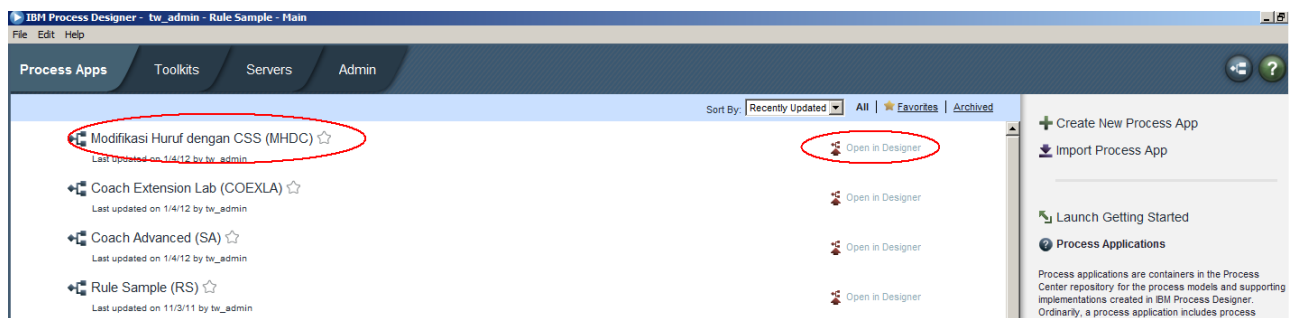 IBM Process Designer - tw_admin - Rule Sample - Main
File Edit Help
Process Apps Toolkits Servers Admin
Sort By: Recently Updated All Favorites Archived
Modifikasi Huruf dengan CSS (MHDC)
Last updated on 1/4/12 by tw_admin
Open in Designer
Coach Extension Lab (COEXLA)
Last updated on 1/4/12 by tw_admin
Open in Designer
Coach Advanced (SA)
Last updated on 1/4/12 by tw_admin
Open in Designer
Rule Sample (RS)
Last updated on 11/3/11 by tw_admin
Open in Designer
Create New Process App
Import Process App
Launch Getting Started
Process Applications
Process applications are containers in the Process
Center repository for the process models and supporting
implementations created in IBM Process Designer.
Ordinarily, a process application includes process